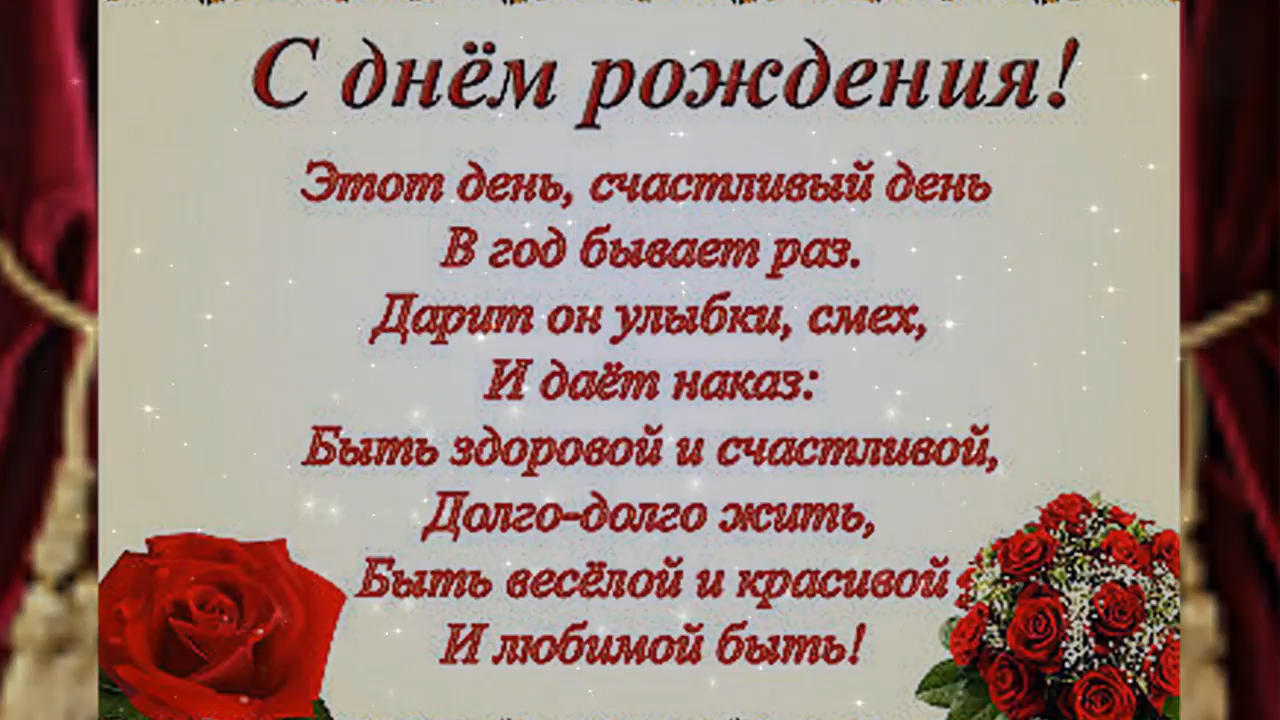 С днём рождения!
Этот день, счастливый день
В год бывает раз.
Дарит он улыбки, смех,
И даёт наказ:
Быть здоровой и счастливой,
Долго-долго жить,
Быть весёлой и красивой
И любимой быть!